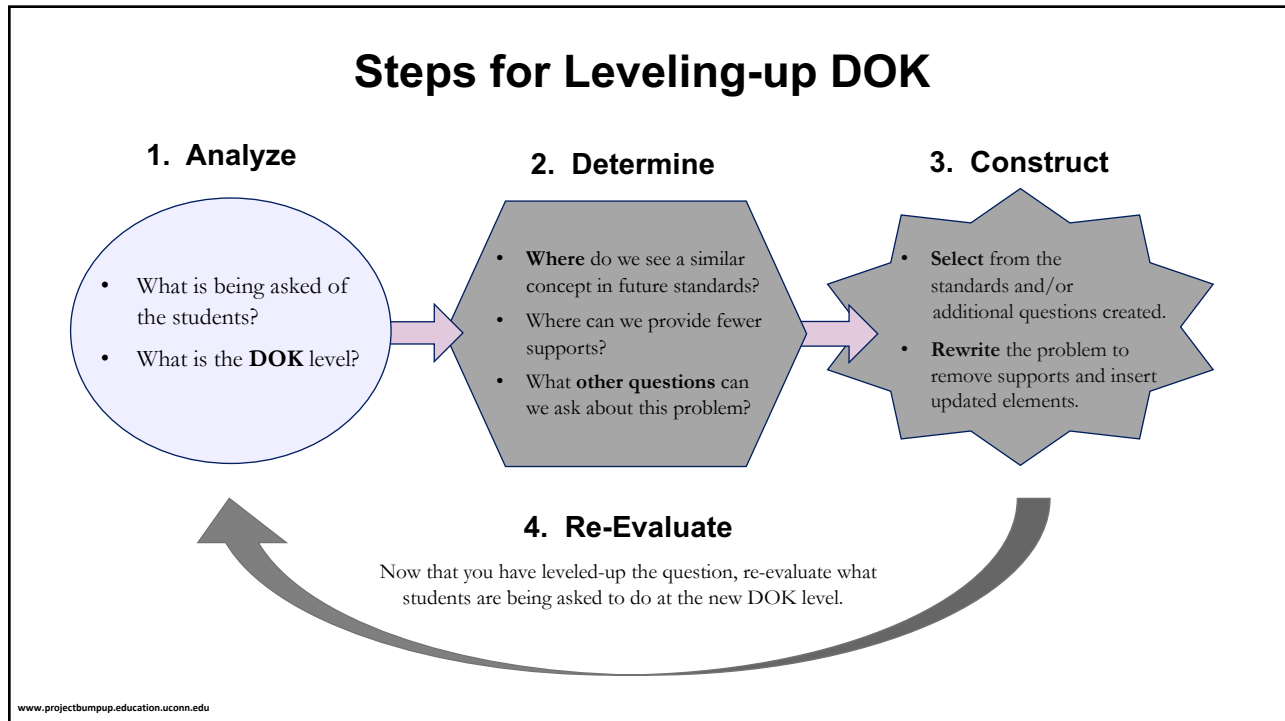 Steps for Leveling-up DOK
1. Analyze
• What is being asked of
the students?
• What is the DOK level?
2. Determine
• Where do we see a similar
concept in future standards?
• Where can we provide fewer
supports?
• What other questions can
we ask about this problem?
3. Construct
• Select from the
standards and/or
additional questions created.
• Rewrite the problem to
remove supports and insert
updated elements.
4. Re-Evaluate
Now that you have leveled-up the question, re-evaluate what
students are being asked to do at the new DOK level.
www.projectbumpup.education.uconn.edu